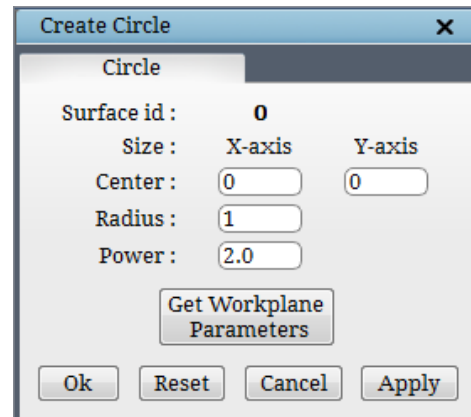 Create Circle
Circle
Surface id : 0
Size : X-axis Y-axis
Center : 0 0
Radius : 1
Power : 2.0
Get Workplane
Parameters
Ok Reset Cancel Apply